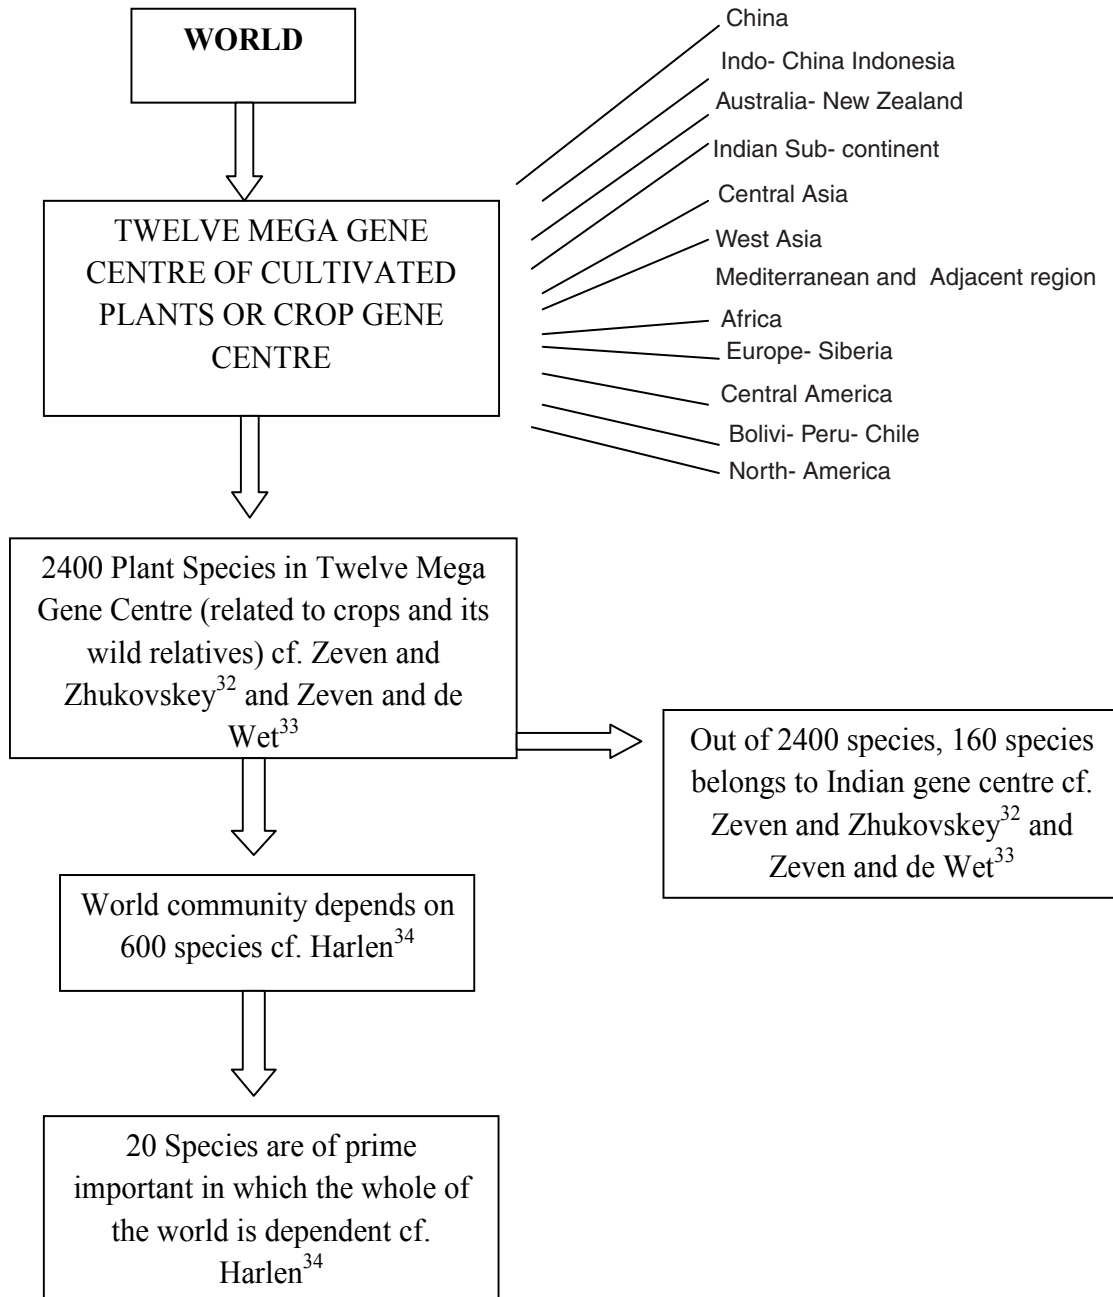 WORLD
China
Indo- China Indonesia
Australia- New Zealand
Indian Sub- continent
Central Asia
West Asia
Mediterranean and Adjacent region
Africa
Europe- Siberia
Central America
Bolivi- Peru- Chile
North- America
TWELVE MEGA GENE
CENTRE OF CULTIVATED
PLANTS OR CROP GENE
CENTRE
2400 Plant Species in Twelve Mega
Gene Centre (related to crops and its
wild relatives) cf. Zeven and
Zhukovskey³² and Zeven and de
Wet³³
Out of 2400 species, 160 species
belongs to Indian gene centre cf.
Zeven and Zhukovskey³² and
Zeven and de Wet³³
World community depends on
600 species cf. Harlen³⁴
20 Species are of prime
important in which the whole of
the world is dependent cf.
Harlen³⁴